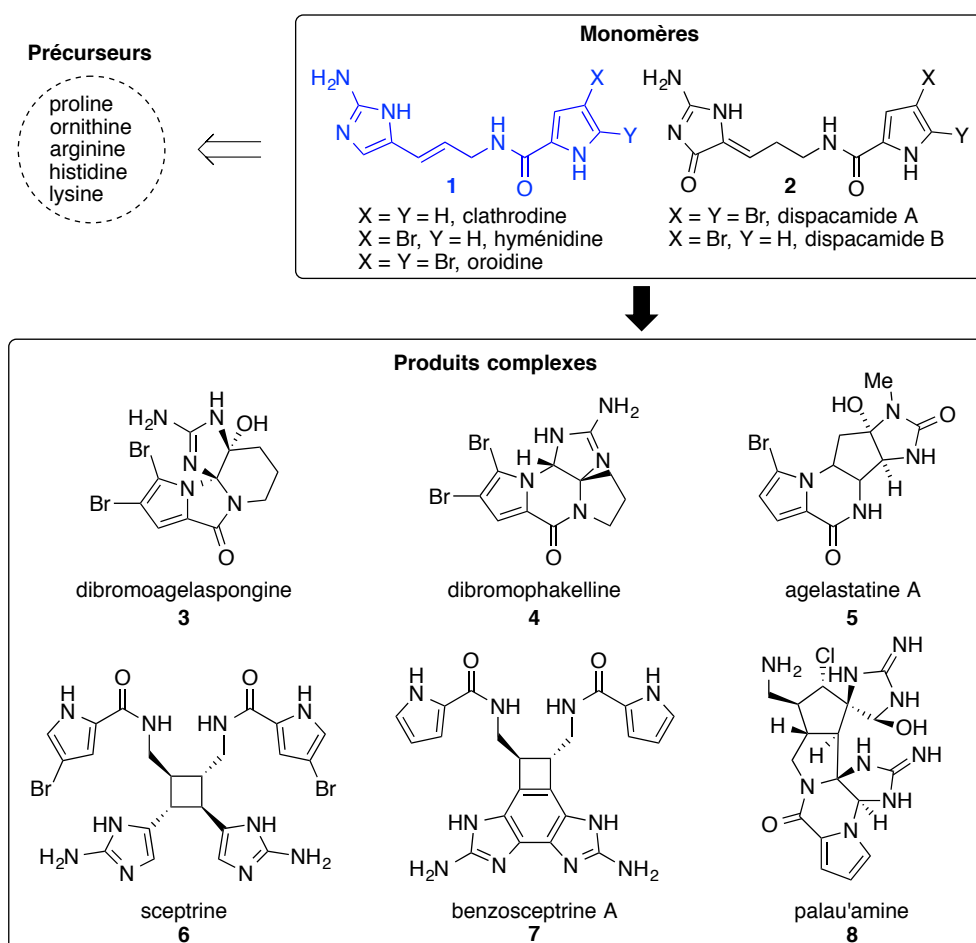 Précurseurs
proline
ornithine
arginine
histidine
lysine
Monomères
H₂N
NH
N
H
N
O
N
H
X
Y
1
X = Y = H, clathrodine
X = Br, Y = H, hyménidine
X = Y = Br, oroidine
H₂N
NH
N
O
H
N
O
N
H
X
Y
2
X = Y = Br, dispacamide A
X = Br, Y = H, dispacamide B
Produits complexes
H
N
H₂N
OH
Br
N
N
Br
N
O
dibromoagelaspongine
3
NH₂
HN
Br
H
N
N
Br
N
O
dibromophakelline
4
Me
HO
N
O
Br
NH
N
H
NH
O
agelastatine A
5
O
O
H
N
NH
HN
H
N
Br
Br
HN
NH
H₂N
N
N
NH₂
sceptrine
6
O
O
H
N
NH
HN
H
N
HN
NH
H₂N
N
N
NH₂
benzosceptrine A
7
NH₂
Cl
HN
NH
NH
H
H
OH
HN
NH
N
NH
O
N
H
palau'amine
8